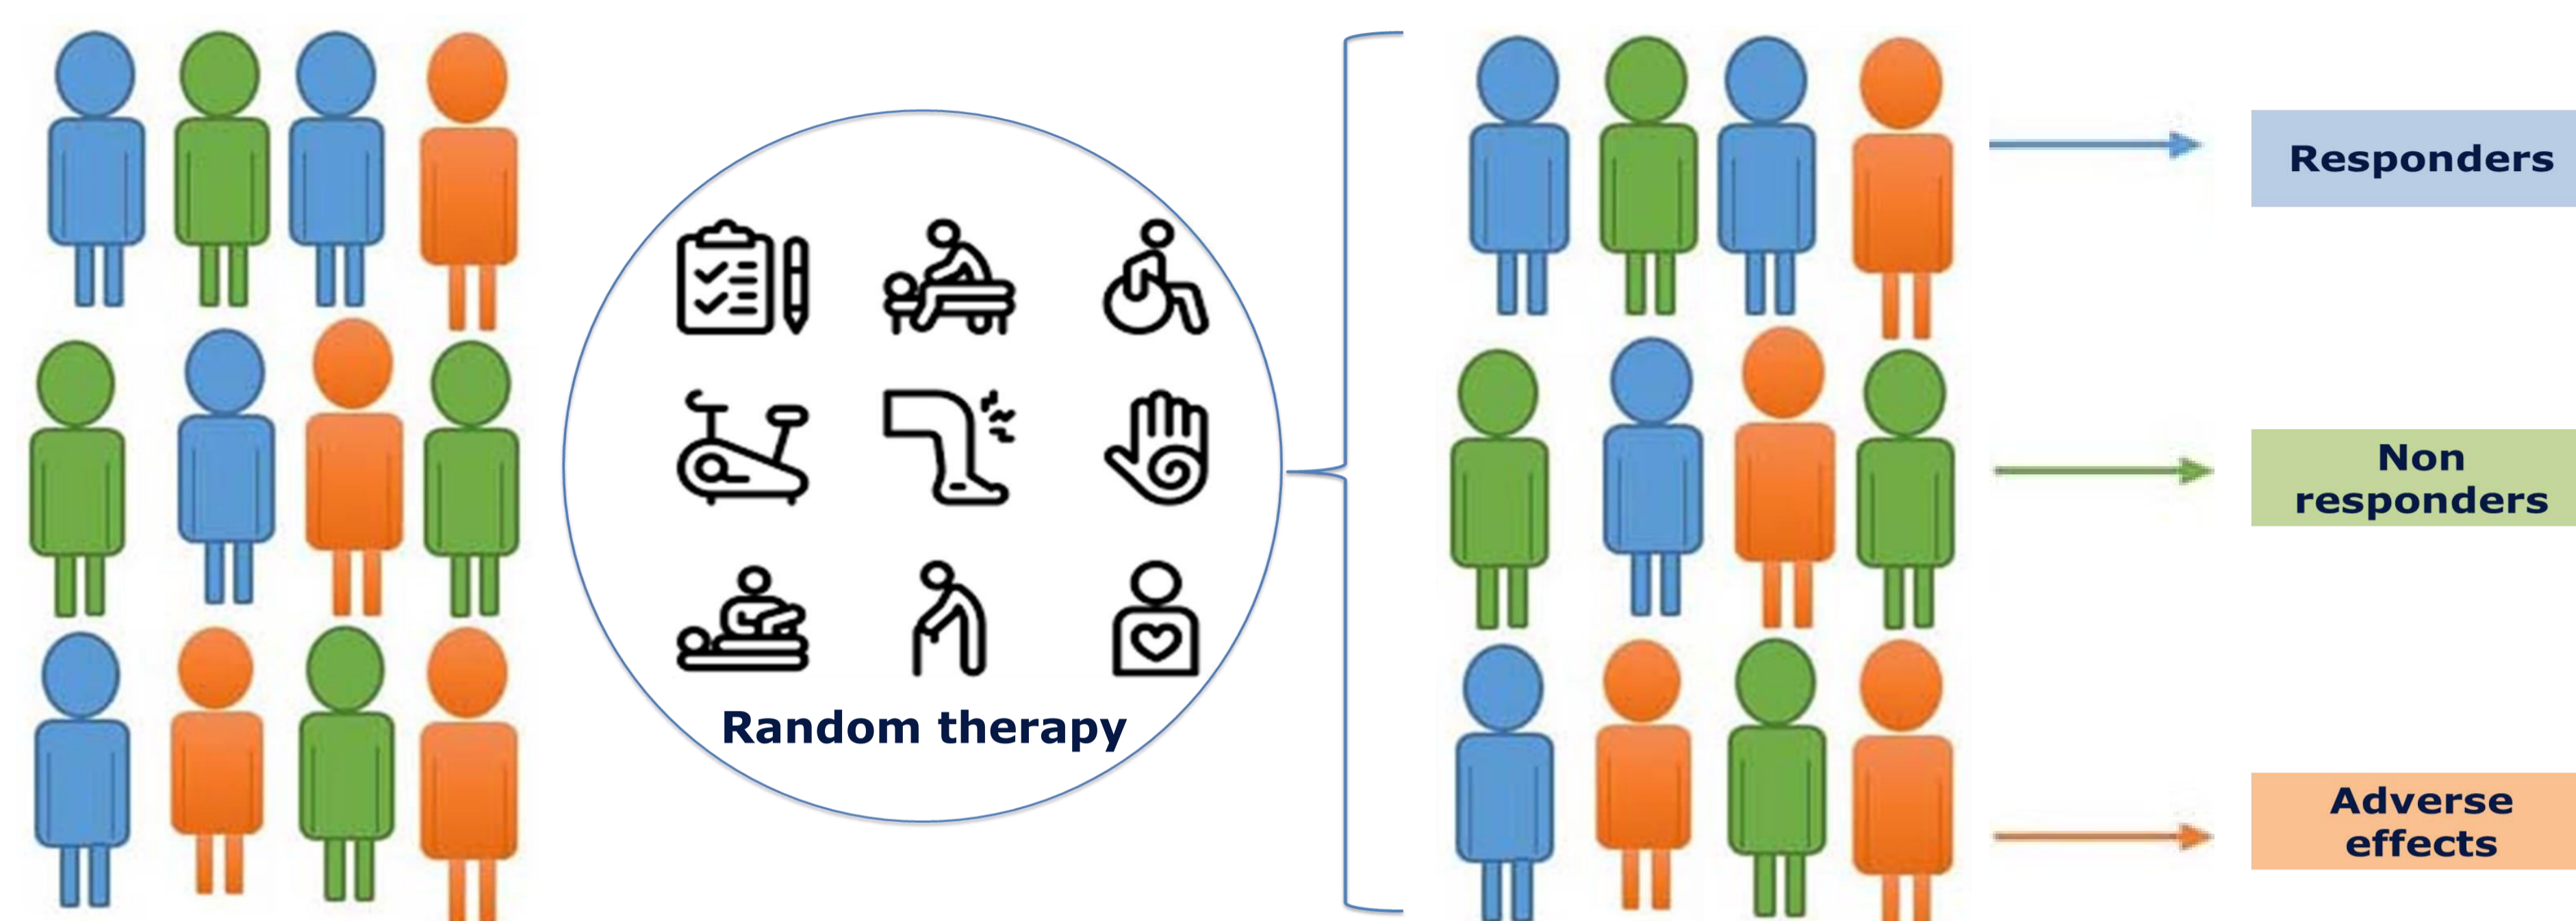 Responders
Non
responders
Random therapy
Adverse
effects